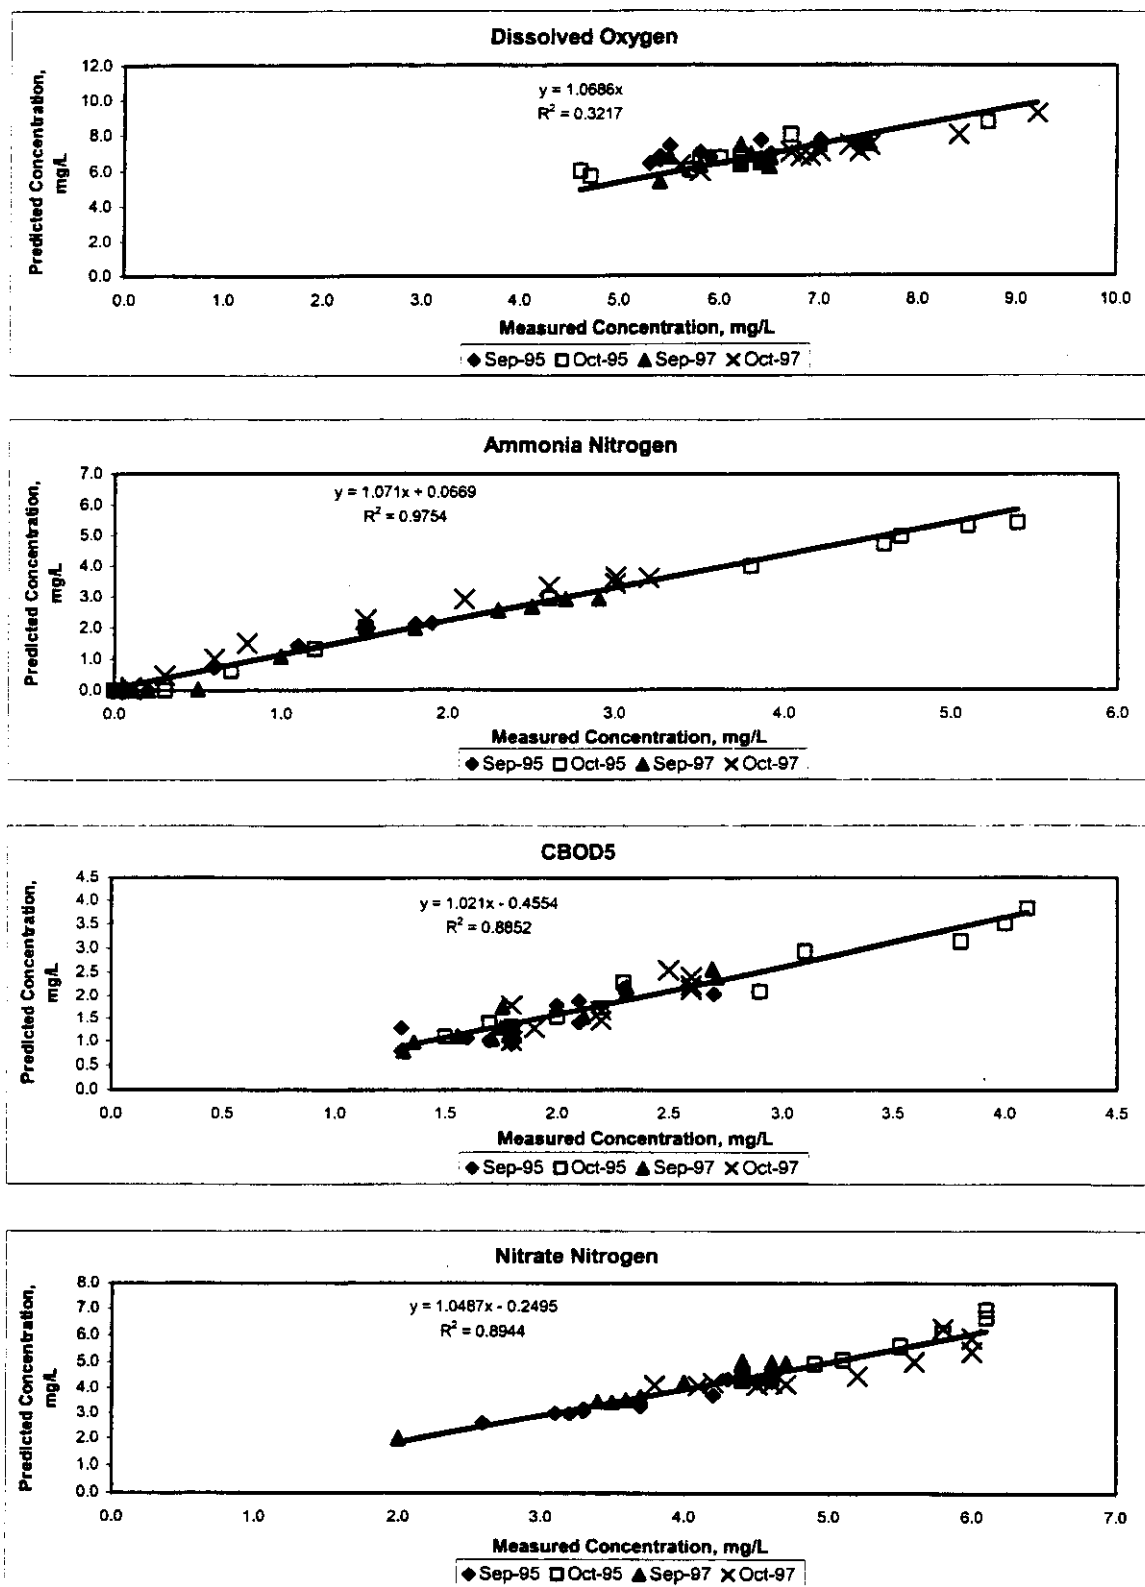 Dissolved Oxygen
Predicted Concentration, mg/L
12.0
10.0
8.0
6.0
4.0
2.0
0.0
y = 1.0686x
R² = 0.3217
0.0 1.0 2.0 3.0 4.0 5.0 6.0 7.0 8.0 9.0 10.0
Measured Concentration, mg/L
Sep-95 Oct-95 Sep-97 Oct-97
Ammonia Nitrogen
Predicted Concentration, mg/L
7.0
6.0
5.0
4.0
3.0
2.0
1.0
0.0
y = 1.071x + 0.0669
R² = 0.9754
0.0 1.0 2.0 3.0 4.0 5.0 6.0
Measured Concentration, mg/L
Sep-95 Oct-95 Sep-97 Oct-97
CBOD5
Predicted Concentration, mg/L
4.5
4.0
3.5
3.0
2.5
2.0
1.5
1.0
0.5
0.0
y = 1.021x - 0.4554
R² = 0.8852
0.0 0.5 1.0 1.5 2.0 2.5 3.0 3.5 4.0 4.5
Measured Concentration, mg/L
Sep-95 Oct-95 Sep-97 Oct-97
Nitrate Nitrogen
Predicted Concentration, mg/L
8.0
7.0
6.0
5.0
4.0
3.0
2.0
1.0
0.0
y = 1.0487x - 0.2495
R² = 0.8944
0.0 1.0 2.0 3.0 4.0 5.0 6.0 7.0
Measured Concentration, mg/L
Sep-95 Oct-95 Sep-97 Oct-97